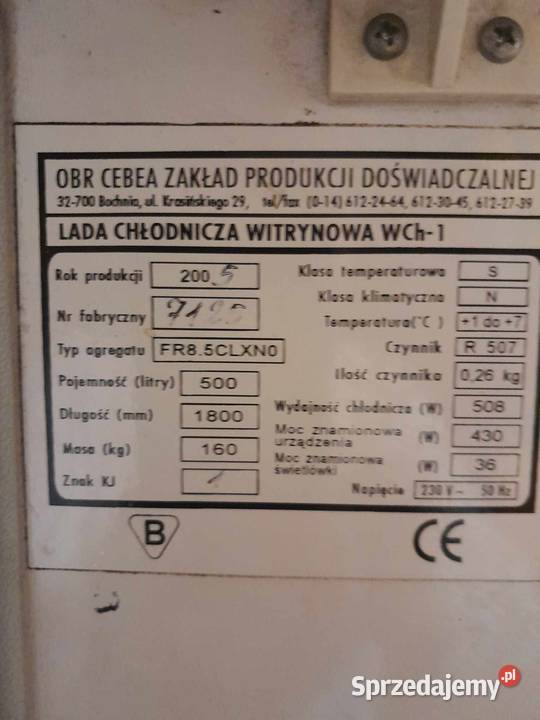 OBR CEBEA ZAKŁAD PRODUKCJI DOŚWIADCZALNEJ
32-700 Bochnia, ul. Krasińskiego 29, tel/fax (0-14) 612-24-64, 612-30-45, 612-27-39
LADA CHŁODNICZA WITRYNOWA WCh-1
Rok produkcji 2005
Nr fabryczny
Typ agregatu FR8.5CLXN0
Pojemność (litry) 500
Długość (mm) 1800
Masa (kg) 160
Znak KJ 1
Klasa temperaturowa S
Klasa klimatyczna N
Temperatura(°C) +1 do +7
Czynnik R 507
Ilość czynnika 0,26 kg
Wydajność chłodnicza (W) 508
Moc znamionowa
urządzenia (W) 430
Moc znamionowa
świetlówki (W) 36
Napięcie 230 V~ 50 Hz
B
CE
Sprzedajemy.pl